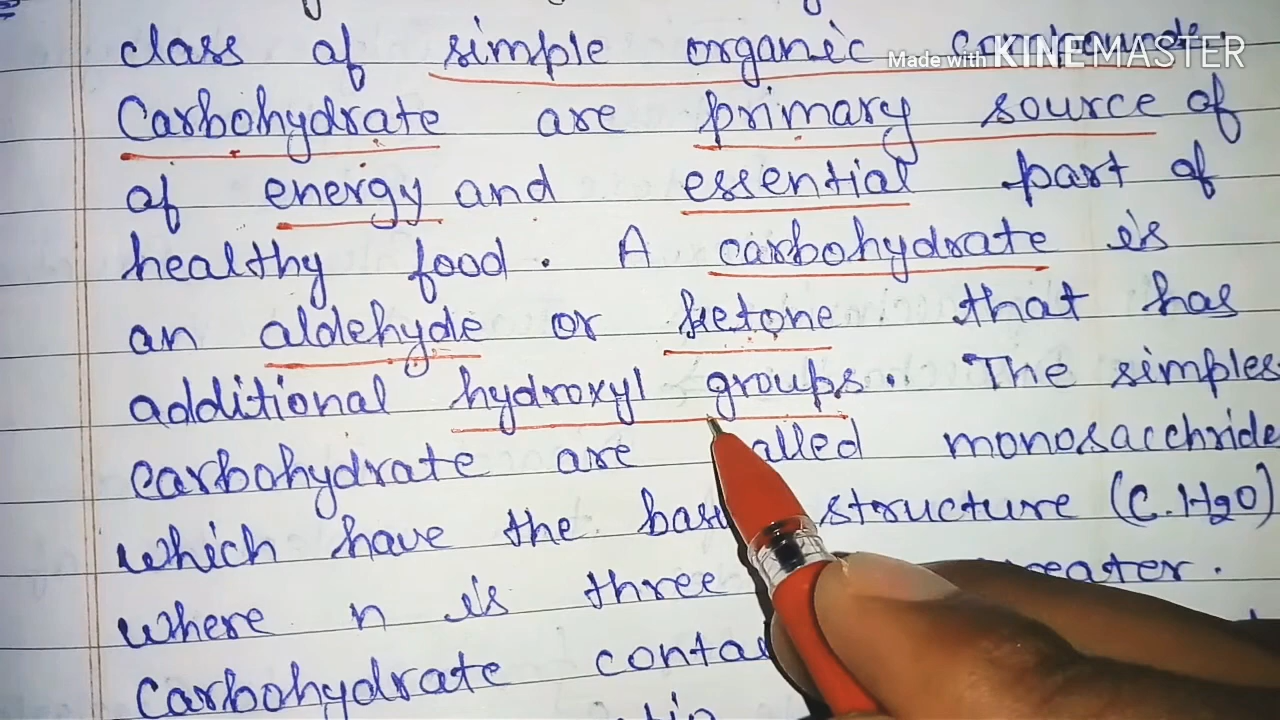 class of simple organic compounds.
Made with KINEMASTER
Carbohydrate are primary source of
of energy and essential part of
healthy food. A carbohydrate is
an aldehyde or ketone that has
additional hydroxyl groups. The simples
carbohydrate are monosacchride
which have the structure (C.H2O)
where n is three
Carbohydrate